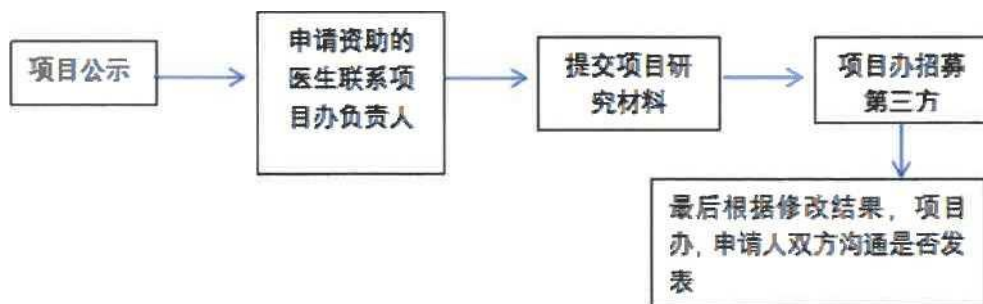 项目公示
申请资助的
医生联系项
目办负责人
提交项目研
究材料
项目办招募
第三方
最后根据修改结果，项目
办，申请人双方沟通是否发
表